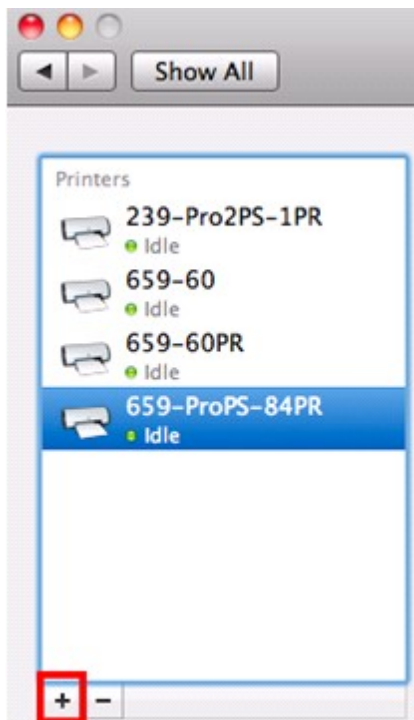 Show All
Printers
239-Pro2PS-1PR
Idle
659-60
Idle
659-60PR
Idle
659-ProPS-84PR
Idle
+ −